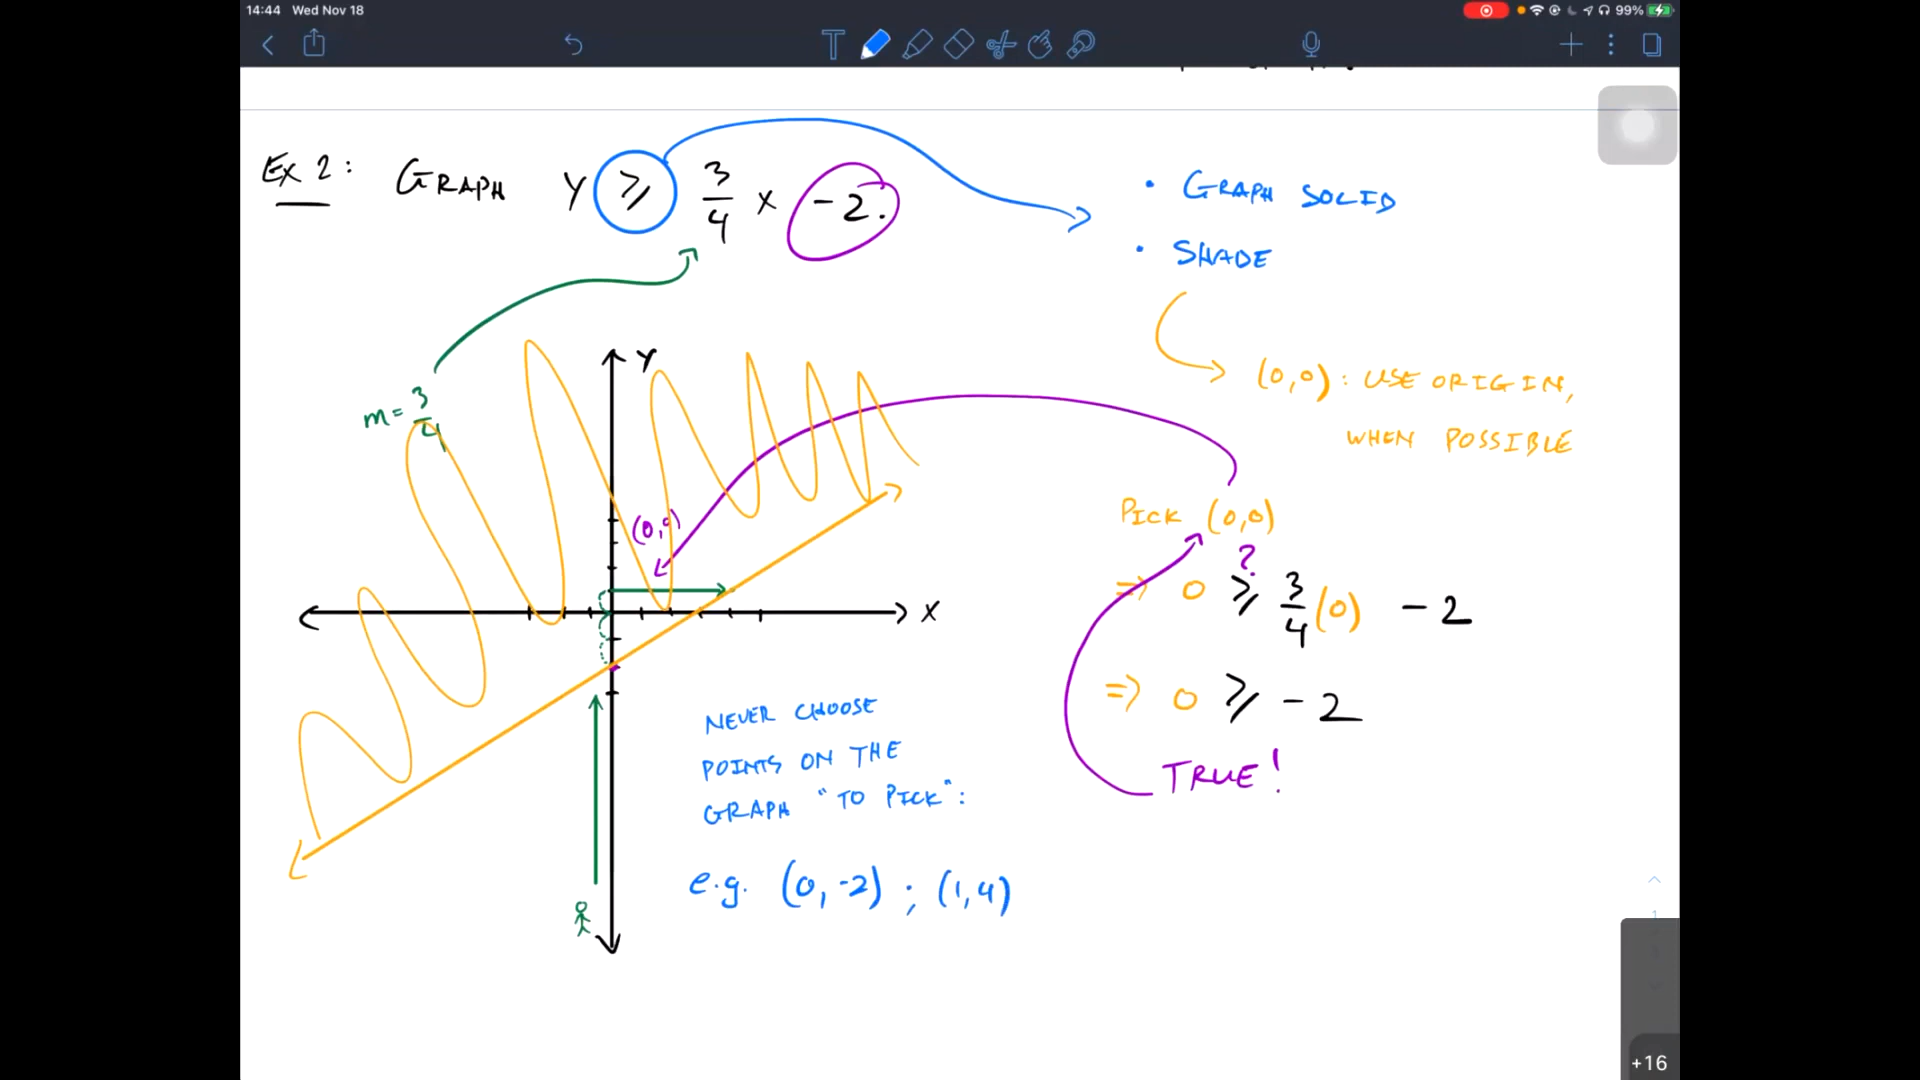 14:44 Wed Nov 18
99%
Ex 2: GRAPH y ≥ 3/4 x - 2.
• GRAPH SOLID
• SHADE
(0,0): USE ORIGIN,
WHEN POSSIBLE
m = 3/4
Y
X
(0,0)
PICK (0,0)
?
=> 0 ≥ 3/4 (0) - 2
=> 0 ≥ -2
TRUE!
NEVER CHOOSE
POINTS ON THE
GRAPH "TO PICK":
e.g. (0,-2) ; (1,4)
+16